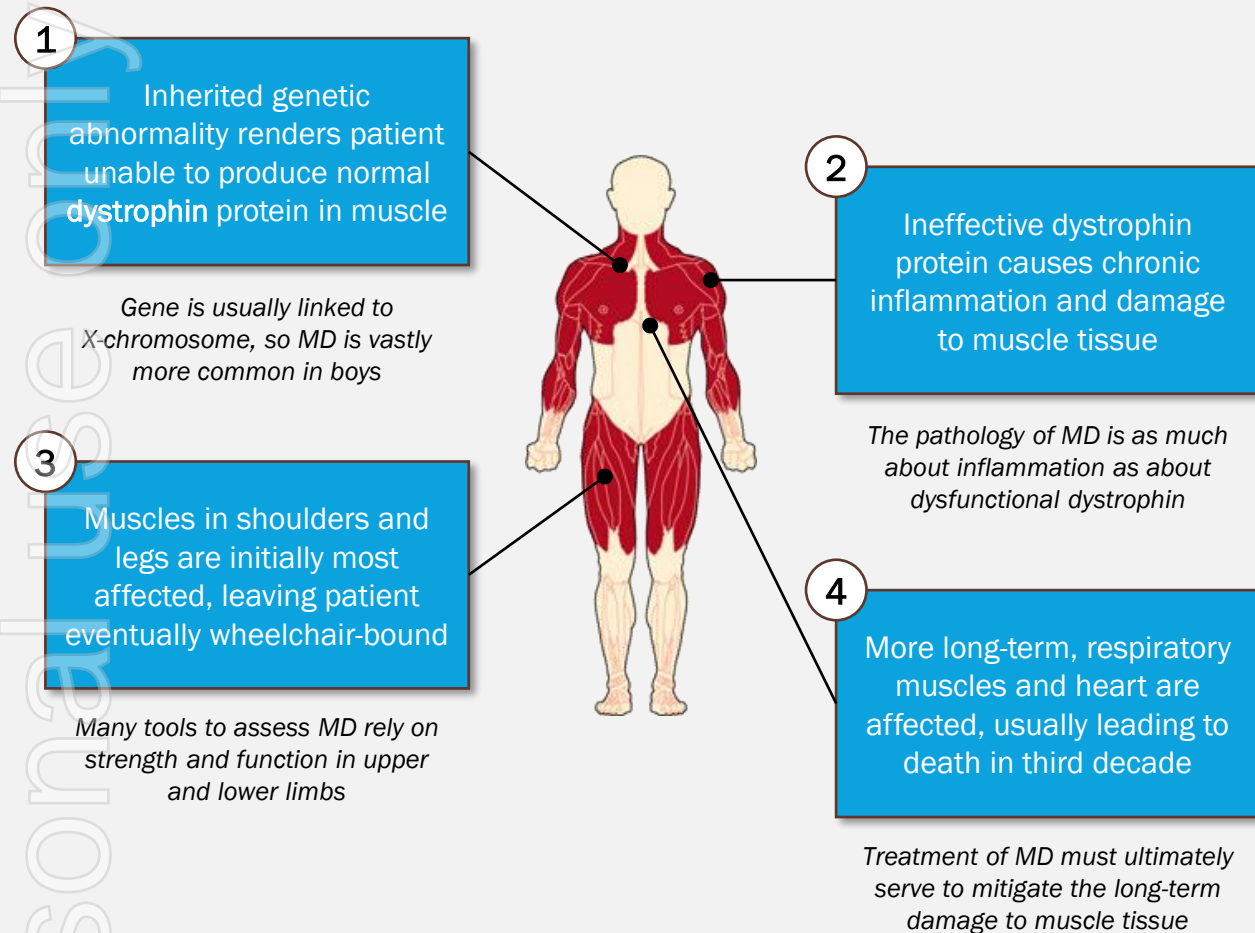 1
Inherited genetic
abnormality renders patient
unable to produce normal
dystrophin protein in muscle
Gene is usually linked to
X-chromosome, so MD is vastly
more common in boys
2
Ineffective dystrophin
protein causes chronic
inflammation and damage
to muscle tissue
The pathology of MD is as much
about inflammation as about
dysfunctional dystrophin
3
Muscles in shoulders and
legs are initially most
affected, leaving patient
eventually wheelchair-bound
Many tools to assess MD rely on
strength and function in upper
and lower limbs
4
More long-term, respiratory
muscles and heart are
affected, usually leading to
death in third decade
Treatment of MD must ultimately
serve to mitigate the long-term
damage to muscle tissue
sonal use only